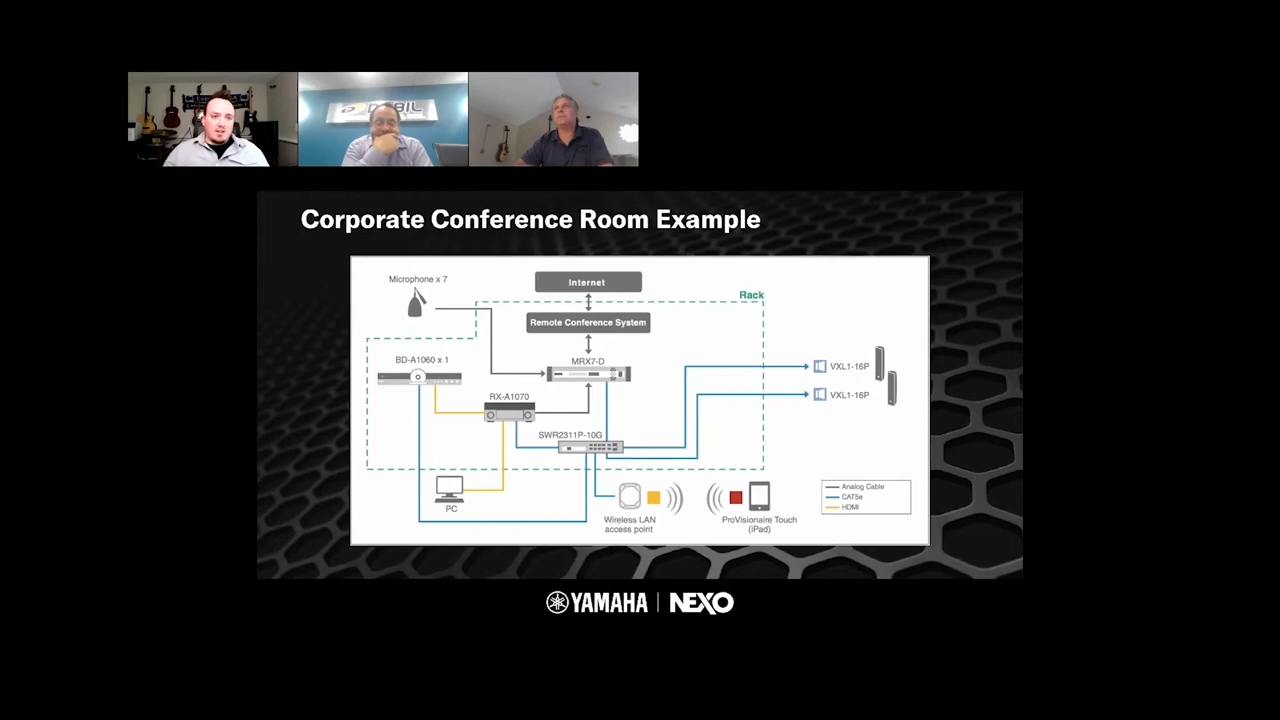 Corporate Conference Room Example
Microphone x 7
Internet
Rack
Remote Conference System
BD-A1060 x 1
MRX7-D
VXL1-16P
RX-A1070
VXL1-16P
SWR2311P-10G
PC
Wireless LAN
access point
ProVisionaire Touch
(iPad)
Analog Cable
CAT5e
HDMI
YAMAHA | NEXO